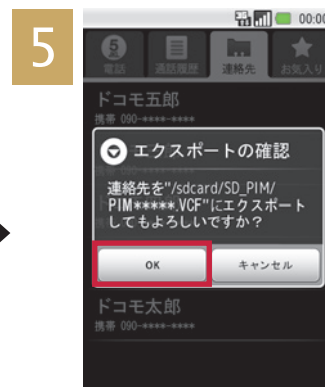 5
00:00
電話
通話履歴
連絡先
お気入り
ドコモ五郎
携帯 090-****-****
エクスポートの確認
連絡先を"/sdcard/SD_PIM/
PIM*****.VCF"にエクスポート
してもよろしいですか?
OK
キャンセル
ドコモ太郎
携帯 090-****-****